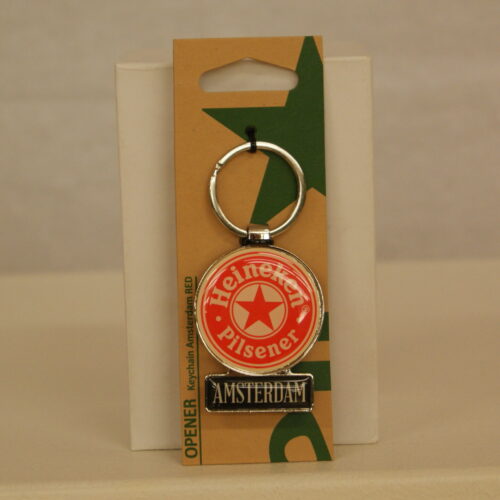 Heineken
Pilsener
AMSTERDAM
OPENER
Keychain Amsterdam RED